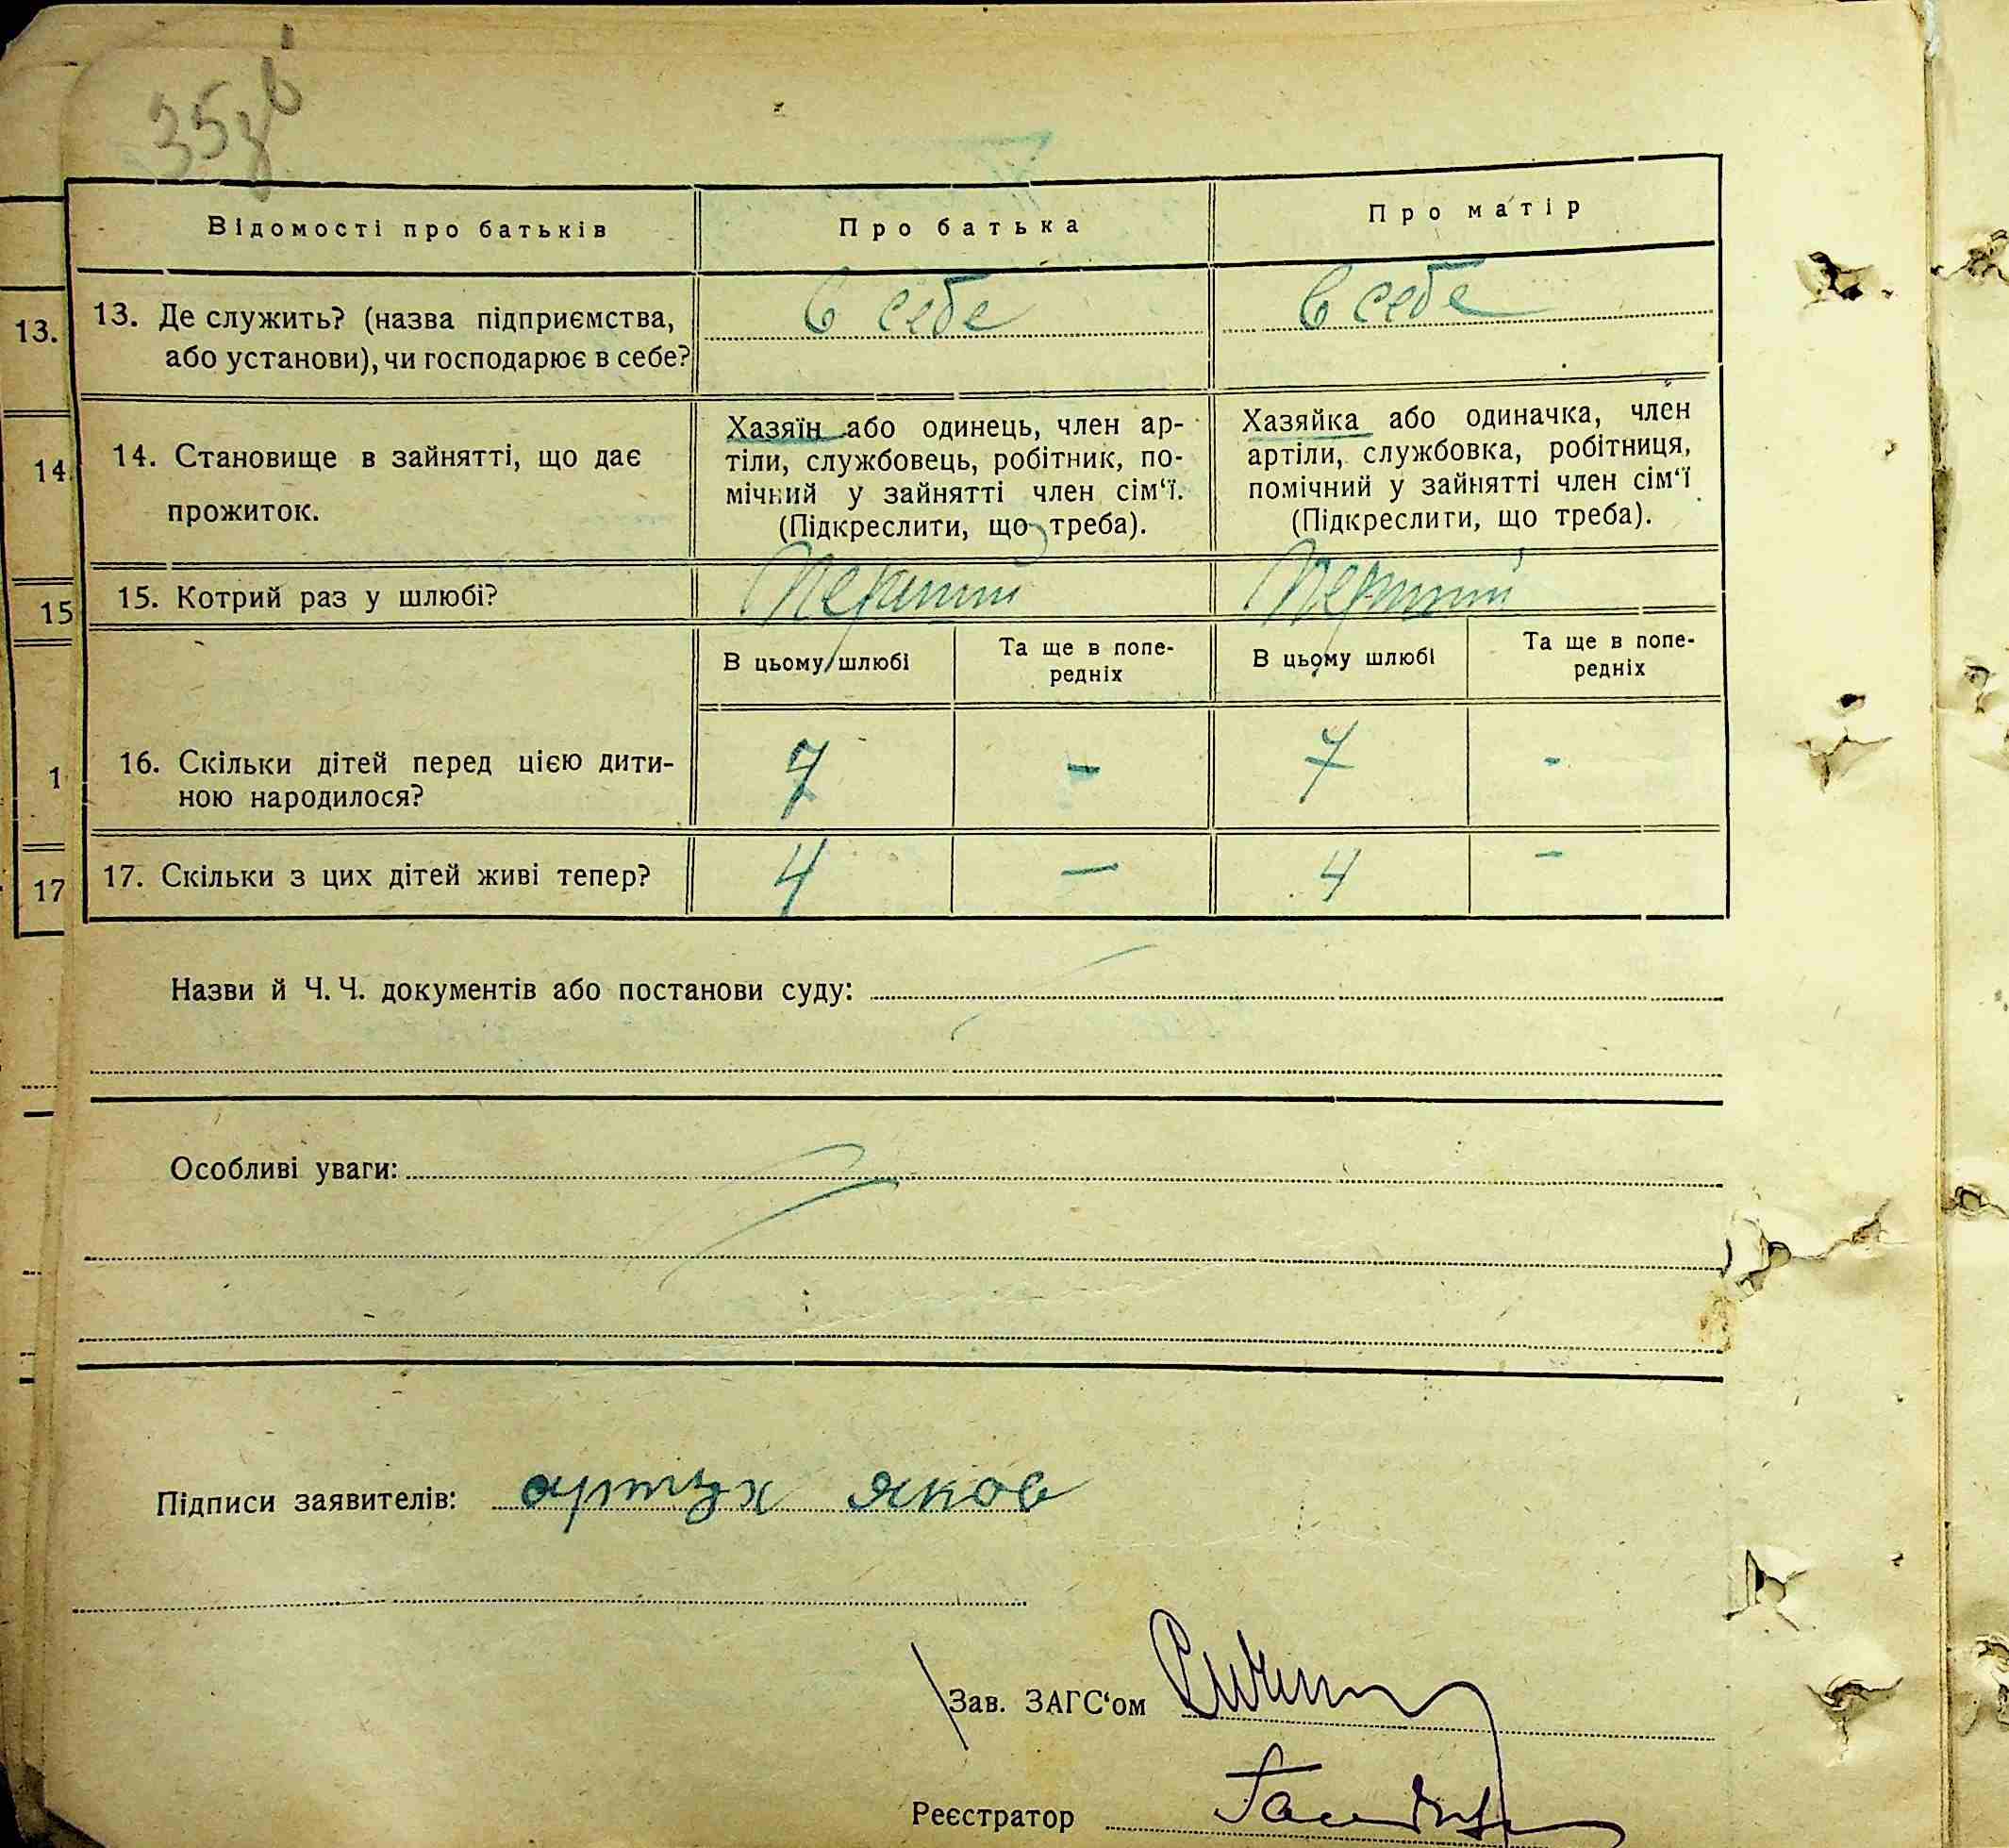 35зв
Відомості про батьків
Про батька
Про матір
13.
13. Де служить? (назва підприємства,
або установи), чи господарює в себе?
в себе
в себе
14
14. Становище в зайнятті, що дає
прожиток.
Хазяїн або одинець, член ар-
тіли, службовець, робітник, по-
мічний у зайнятті член сім‘ї.
(Підкреслити, що треба).
Хазяйка або одиначка, член
артіли, службовка, робітниця,
помічний у зайнятті член сім‘ї
(Підкреслити, що треба).
15
15. Котрий раз у шлюбі?
Перший
Перший
В цьому шлюбі
Та ще в попе-
редніх
В цьому шлюбі
Та ще в попе-
редніх
1
16. Скільки дітей перед цією дити-
ною народилося?
7
-
7
-
17
17. Скільки з цих дітей живі тепер?
4
-
4
-
Назви й Ч.Ч. документів або постанови суду:
Особливі уваги:
Підписи заявителів: артух яков
Зав. ЗАГС‘ом
Реєстратор